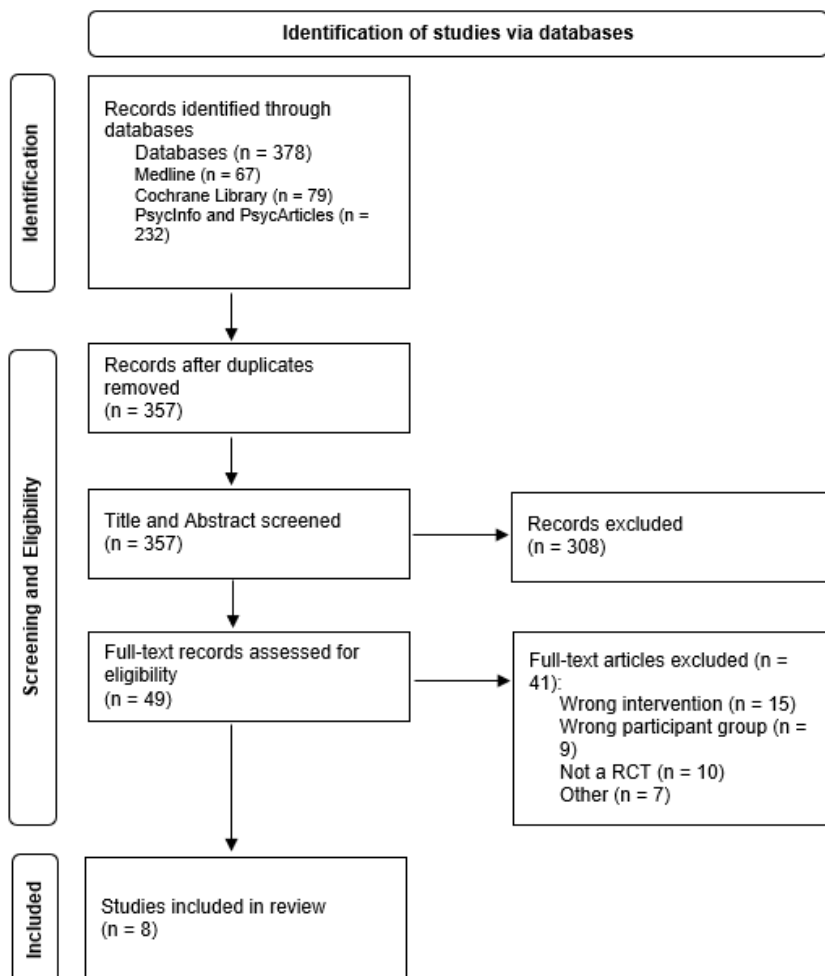 Identification of studies via databases
Identification
Records identified through
databases
Databases (n = 378)
Medline (n = 67)
Cochrane Library (n = 79)
PsycInfo and PsycArticles (n =
232)
Screening and Eligibility
Records after duplicates
removed
(n = 357)
Title and Abstract screened
(n = 357)
Records excluded
(n = 308)
Full-text records assessed for
eligibility
(n = 49)
Full-text articles excluded (n =
41):
Wrong intervention (n = 15)
Wrong participant group (n =
9)
Not a RCT (n = 10)
Other (n = 7)
Included
Studies included in review
(n = 8)